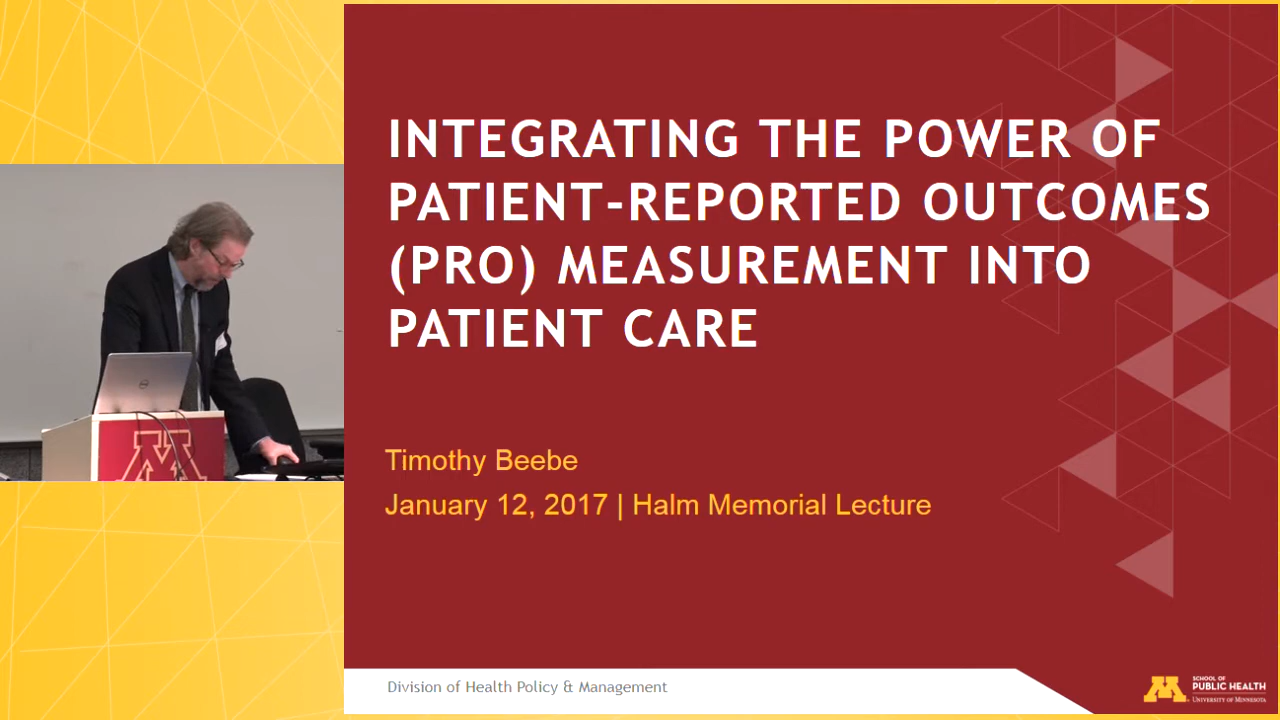 INTEGRATING THE POWER OF
PATIENT-REPORTED OUTCOMES
(PRO) MEASUREMENT INTO
PATIENT CARE
Timothy Beebe
January 12, 2017 | Halm Memorial Lecture
Division of Health Policy & Management
M
SCHOOL OF
PUBLIC HEALTH
UNIVERSITY OF MINNESOTA
M